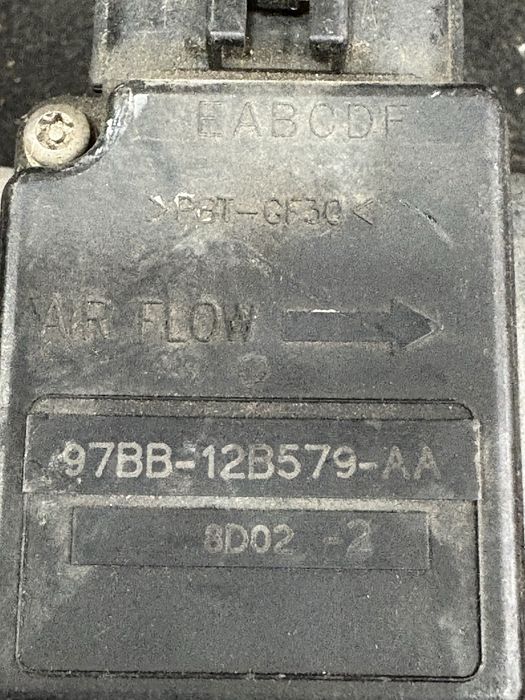 EABCDF
>PBT-GF30<
AIR FLOW
97BB-12B579-AA
8D02 -2